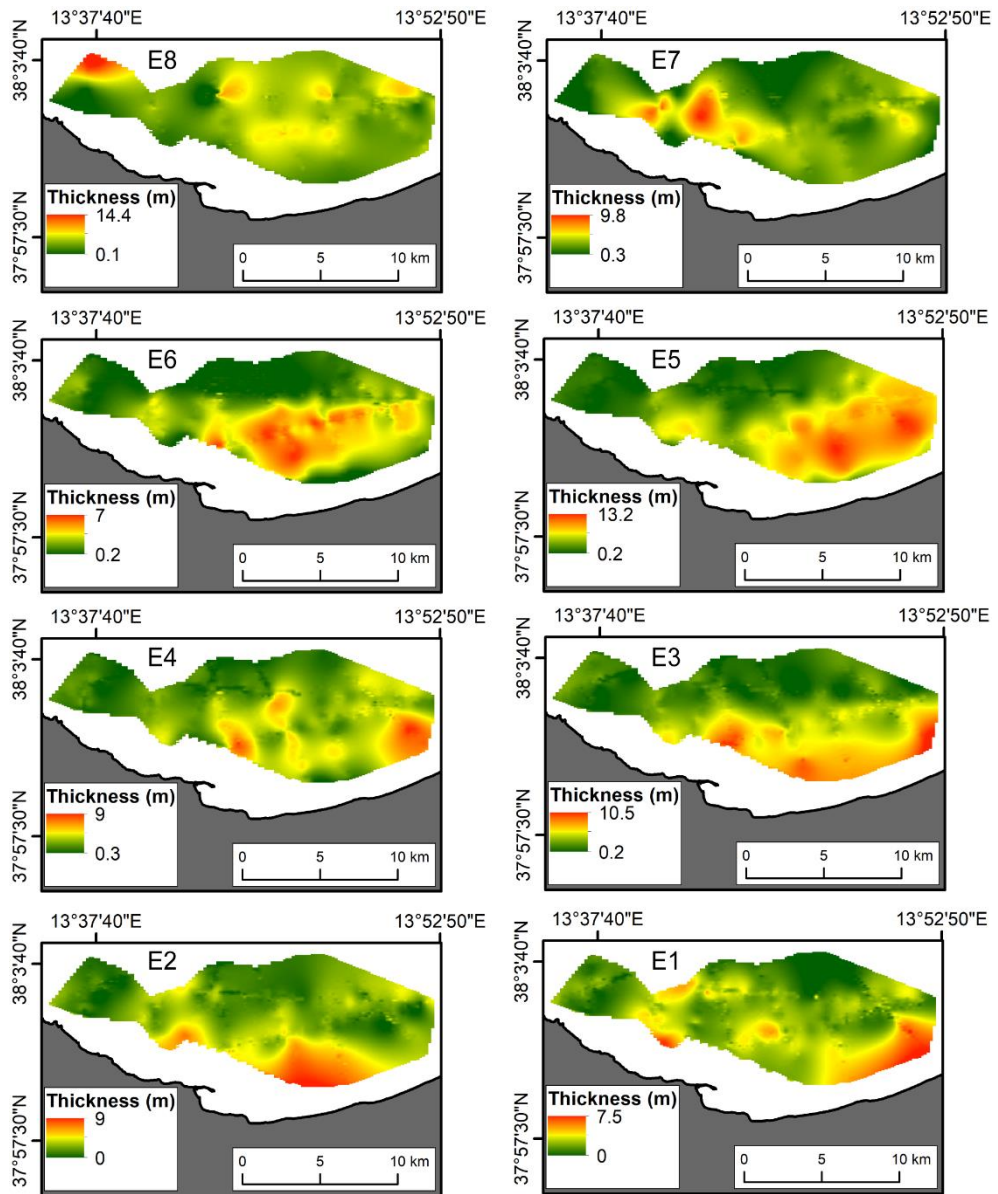 13°37'40"E 13°52'50"E 13°37'40"E 13°52'50"E
38°3'40"N E8 38°3'40"N E7
Thickness (m) Thickness (m)
14.4 9.8
0.1 0.3
37°57'30"N 0 5 10 km 37°57'30"N 0 5 10 km
13°37'40"E 13°52'50"E 13°37'40"E 13°52'50"E
38°3'40"N E6 38°3'40"N E5
Thickness (m) Thickness (m)
7 13.2
0.2 0.2
37°57'30"N 0 5 10 km 37°57'30"N 0 5 10 km
13°37'40"E 13°52'50"E 13°37'40"E 13°52'50"E
38°3'40"N E4 38°3'40"N E3
Thickness (m) Thickness (m)
9 10.5
0.3 0.2
37°57'30"N 0 5 10 km 37°57'30"N 0 5 10 km
13°37'40"E 13°52'50"E 13°37'40"E 13°52'50"E
38°3'40"N E2 38°3'40"N E1
Thickness (m) Thickness (m)
9 7.5
0 0
37°57'30"N 0 5 10 km 37°57'30"N 0 5 10 km